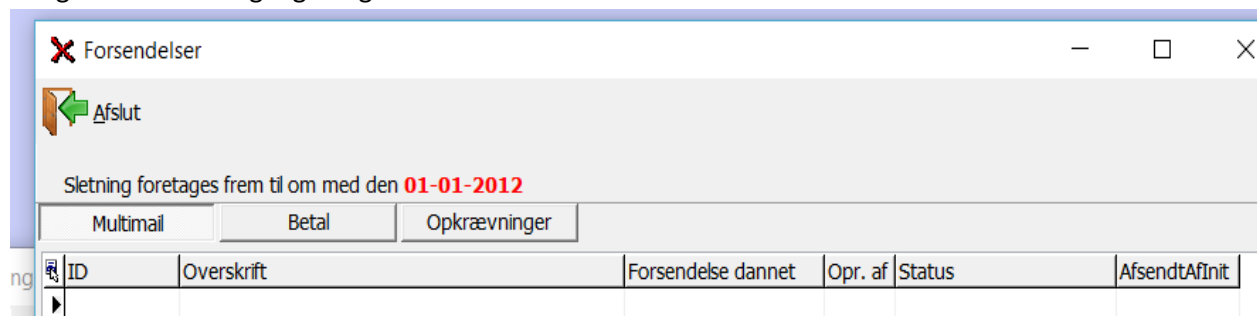 Forsendelser
Afslut
Sletning foretages frem til om med den 01-01-2012
Multimail Betal Opkrævninger
ng ID Overskrift Forsendelse dannet Opr. af Status AfsendtAfInit